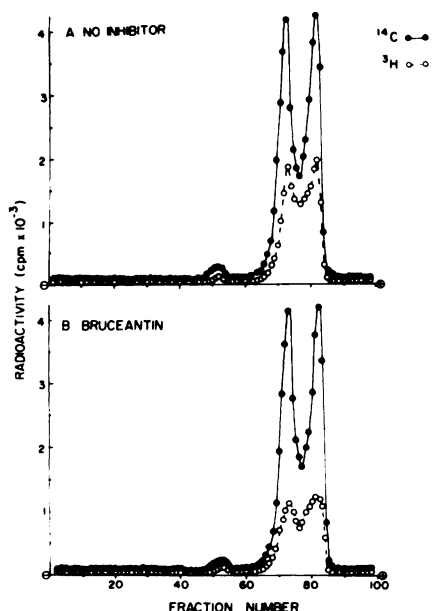 A NO INHIBITOR
14C
3H
4
3
2
1
0
RADIOACTIVITY (cpm x 10-3)
B BRUCEANTIN
4
3
2
1
0
20
40
60
80
100
FRACTION NUMBER